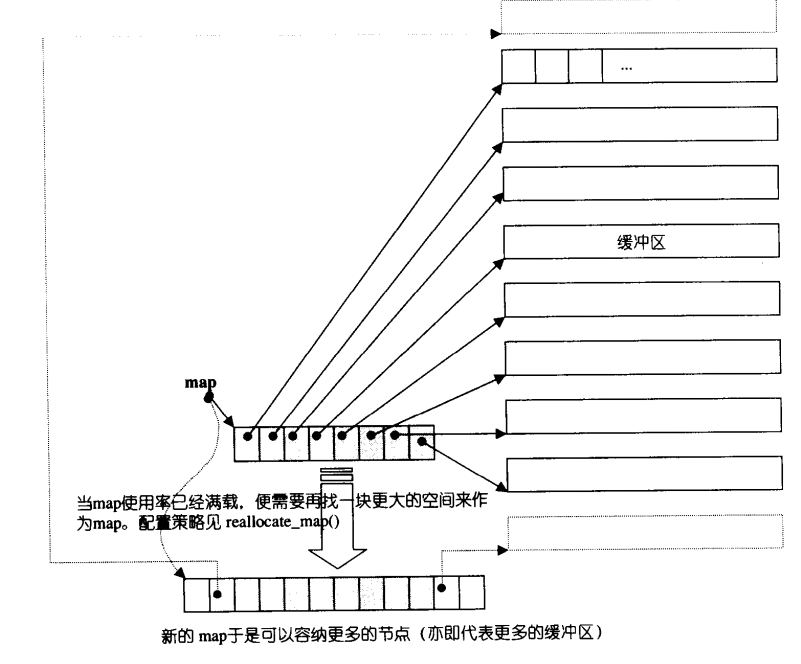 ...
缓冲区
map
当map使用率已经满载，便需要再找一块更大的空间来作
为map。配置策略见 reallocate_map()
新的 map于是可以容纳更多的节点（亦即代表更多的缓冲区）